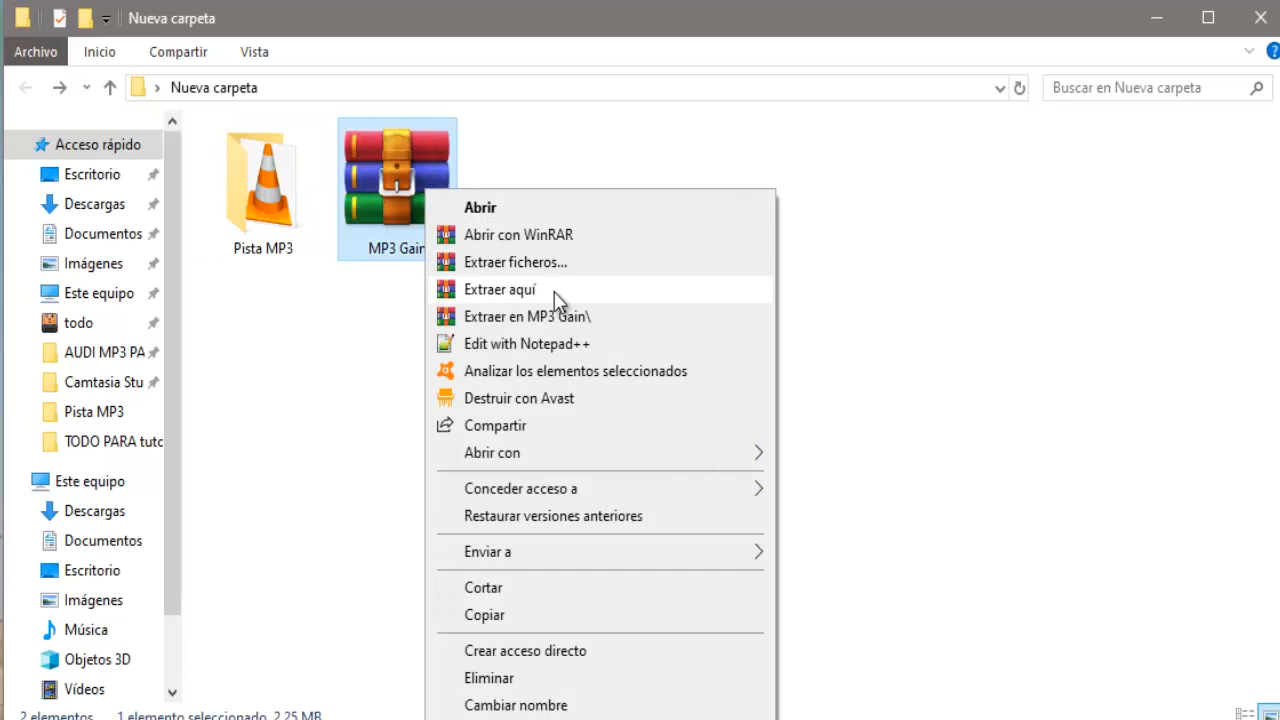 Nueva carpeta
Archivo Inicio Compartir Vista
Nueva carpeta Buscar en Nueva carpeta
Acceso rápido
Escritorio
Descargas
Documentos
Imágenes
Este equipo
todo
AUDI MP3 PA
Camtasia Stu
Pista MP3
TODO PARA tuto
Este equipo
Descargas
Documentos
Escritorio
Imágenes
Música
Objetos 3D
Vídeos
Pista MP3
MP3 Gain
Abrir
Abrir con WinRAR
Extraer ficheros...
Extraer aquí
Extraer en MP3 Gain\
Edit with Notepad++
Analizar los elementos seleccionados
Destruir con Avast
Compartir
Abrir con
Conceder acceso a
Restaurar versiones anteriores
Enviar a
Cortar
Copiar
Crear acceso directo
Eliminar
Cambiar nombre
2 elementos 1 elemento seleccionado 2,25 MB